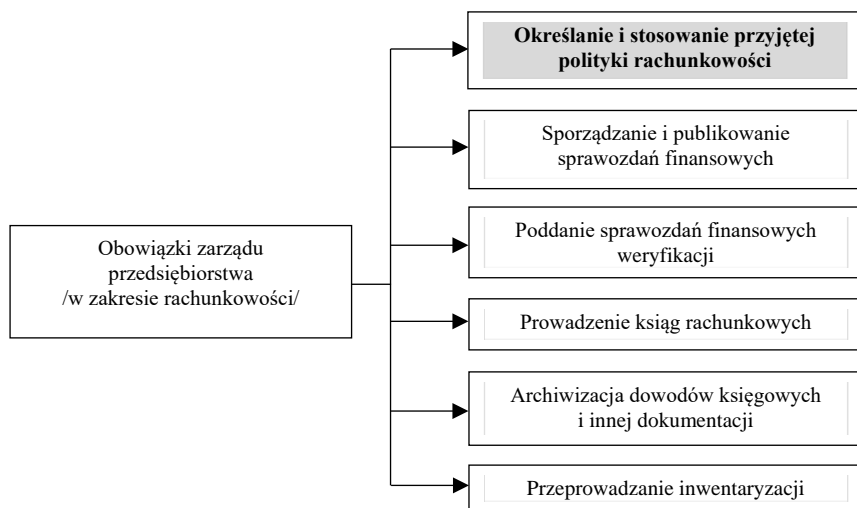 Określanie i stosowanie przyjętej
polityki rachunkowości
Sporządzanie i publikowanie
sprawozdań finansowych
Obowiązki zarządu
przedsiębiorstwa
/w zakresie rachunkowości/
Poddanie sprawozdań finansowych
weryfikacji
Prowadzenie ksiąg rachunkowych
Archiwizacja dowodów księgowych
i innej dokumentacji
Przeprowadzanie inwentaryzacji